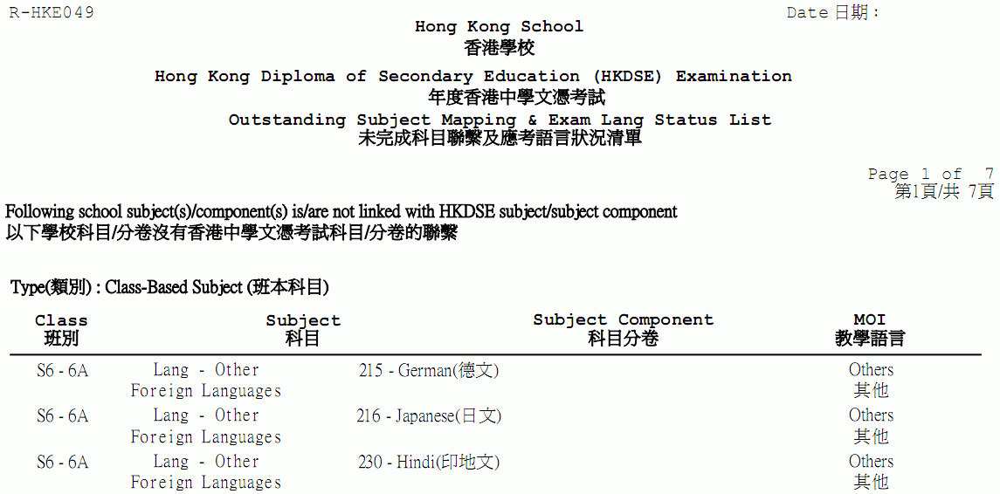 R-HKE049 Date 日期 :
Hong Kong School
香港學校
Hong Kong Diploma of Secondary Education (HKDSE) Examination
年度香港中學文憑考試
Outstanding Subject Mapping & Exam Lang Status List
未完成科目聯繫及應考語言狀況清單
Page 1 of 7
第1頁/共 7頁
Following school subject(s)/component(s) is/are not linked with HKDSE subject/subject component
以下學校科目/分卷沒有香港中學文憑考試科目/分卷的聯繫
Type(類別) : Class-Based Subject (班本科目)
Class Subject Subject Component MOI
班別 科目 科目分卷 教學語言
S6 - 6A Lang - Other 215 - German(德文) Others
Foreign Languages 其他
S6 - 6A Lang - Other 216 - Japanese(日文) Others
Foreign Languages 其他
S6 - 6A Lang - Other 230 - Hindi(印地文) Others
Foreign Languages 其他